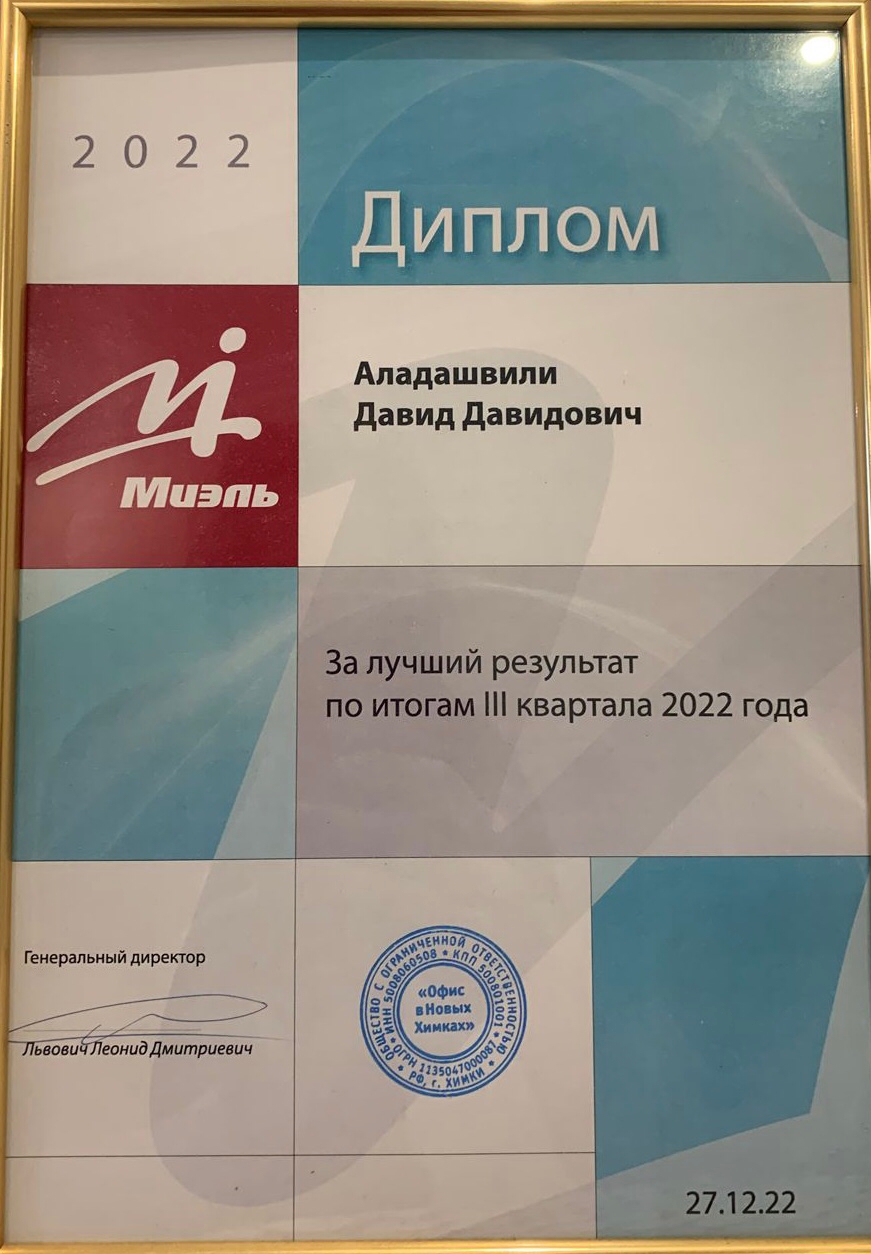 2022
Диплом
Миэль
Аладашвили
Давид Давидович
За лучший результат
по итогам III квартала 2022 года
Генеральный директор
Львович Леонид Дмитриевич
ОБЩЕСТВО С ОГРАНИЧЕННОЙ ОТВЕТСТВЕННОСТЬЮ
* РФ, г. ХИМКИ *
ИНН 5008060508 * КПП 500801001 * ОГРН 1135047000087 *
«Офис
в Новых
Химках»
27.12.22